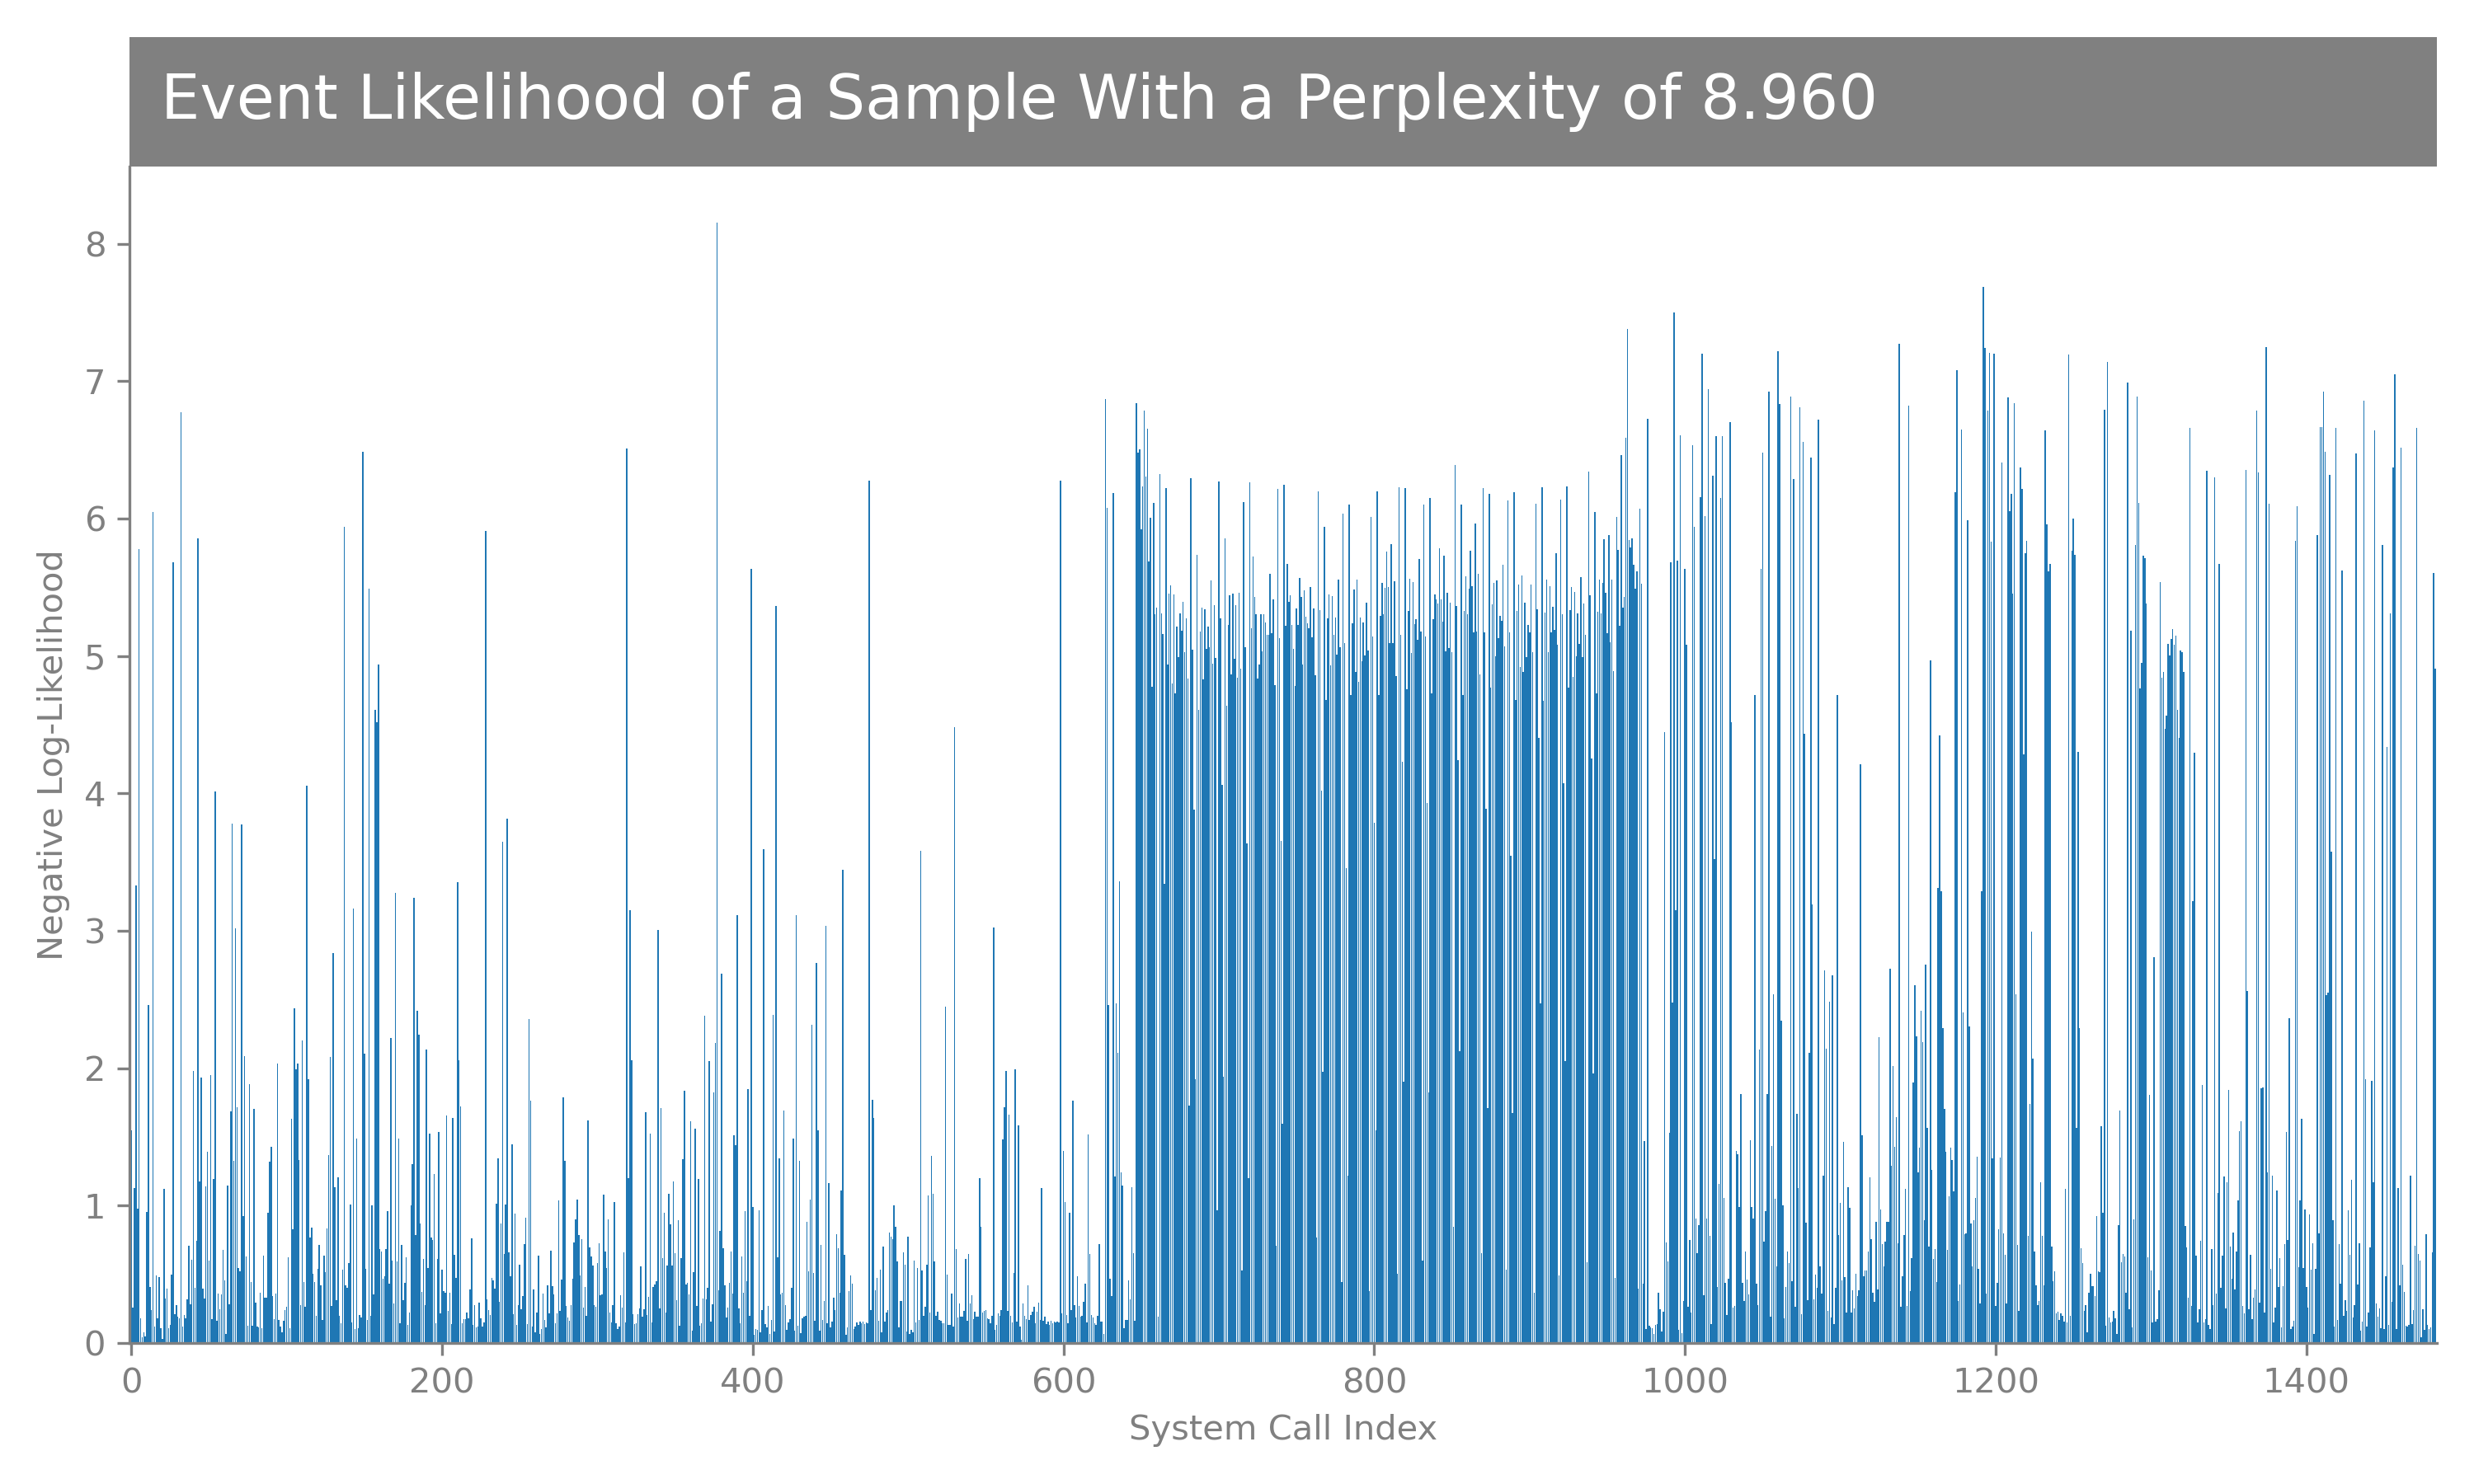 Event Likelihood of a Sample With a Perplexity of 8.960
8
7
6
5
4
3
2
1
0
Negative Log-Likelihood
0 200 400 600 800 1000 1200 1400
System Call Index